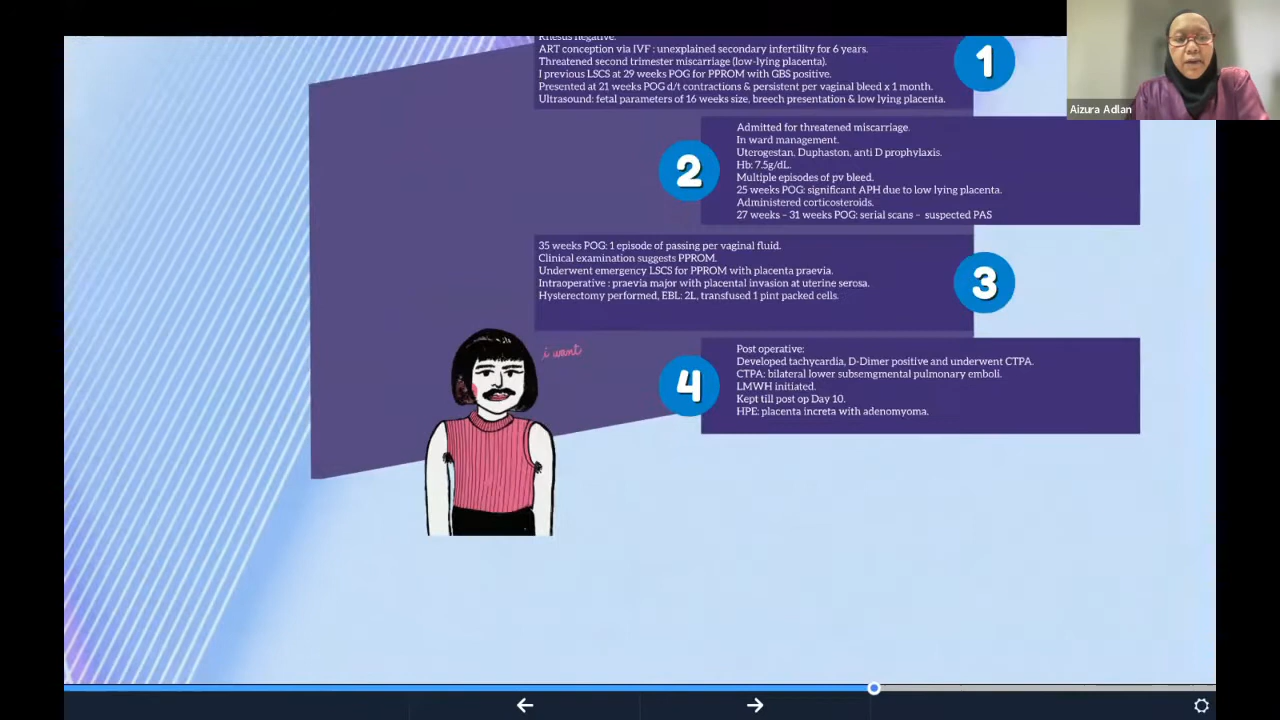 Rhesus negative.
ART conception via IVF : unexplained secondary infertility for 6 years.
Threatened second trimester miscarriage (low-lying placenta).
I previous LSCS at 29 weeks POG for PPROM with GBS positive.
Presented at 21 weeks POG d/t contractions & persistent per vaginal bleed x 1 month.
Ultrasound: fetal parameters of 16 weeks size, breech presentation & low lying placenta.
1
Aizura Adlan
2
Admitted for threatened miscarriage.
In ward management.
Uterogestan, Duphaston, anti D prophylaxis.
Hb: 7.5g/dL.
Multiple episodes of pv bleed.
25 weeks POG: significant APH due to low lying placenta.
Administered corticosteroids.
27 weeks – 31 weeks POG: serial scans – suspected PAS
35 weeks POG: 1 episode of passing per vaginal fluid.
Clinical examination suggests PPROM.
Underwent emergency LSCS for PPROM with placenta praevia.
Intraoperative : praevia major with placental invasion at uterine serosa.
Hysterectomy performed, EBL: 2L, transfused 1 pint packed cells.
3
i want
4
Post operative:
Developed tachycardia, D-Dimer positive and underwent CTPA.
CTPA: bilateral lower subsemgmental pulmonary emboli.
LMWH initiated.
Kept till post op Day 10.
HPE: placenta increta with adenomyoma.